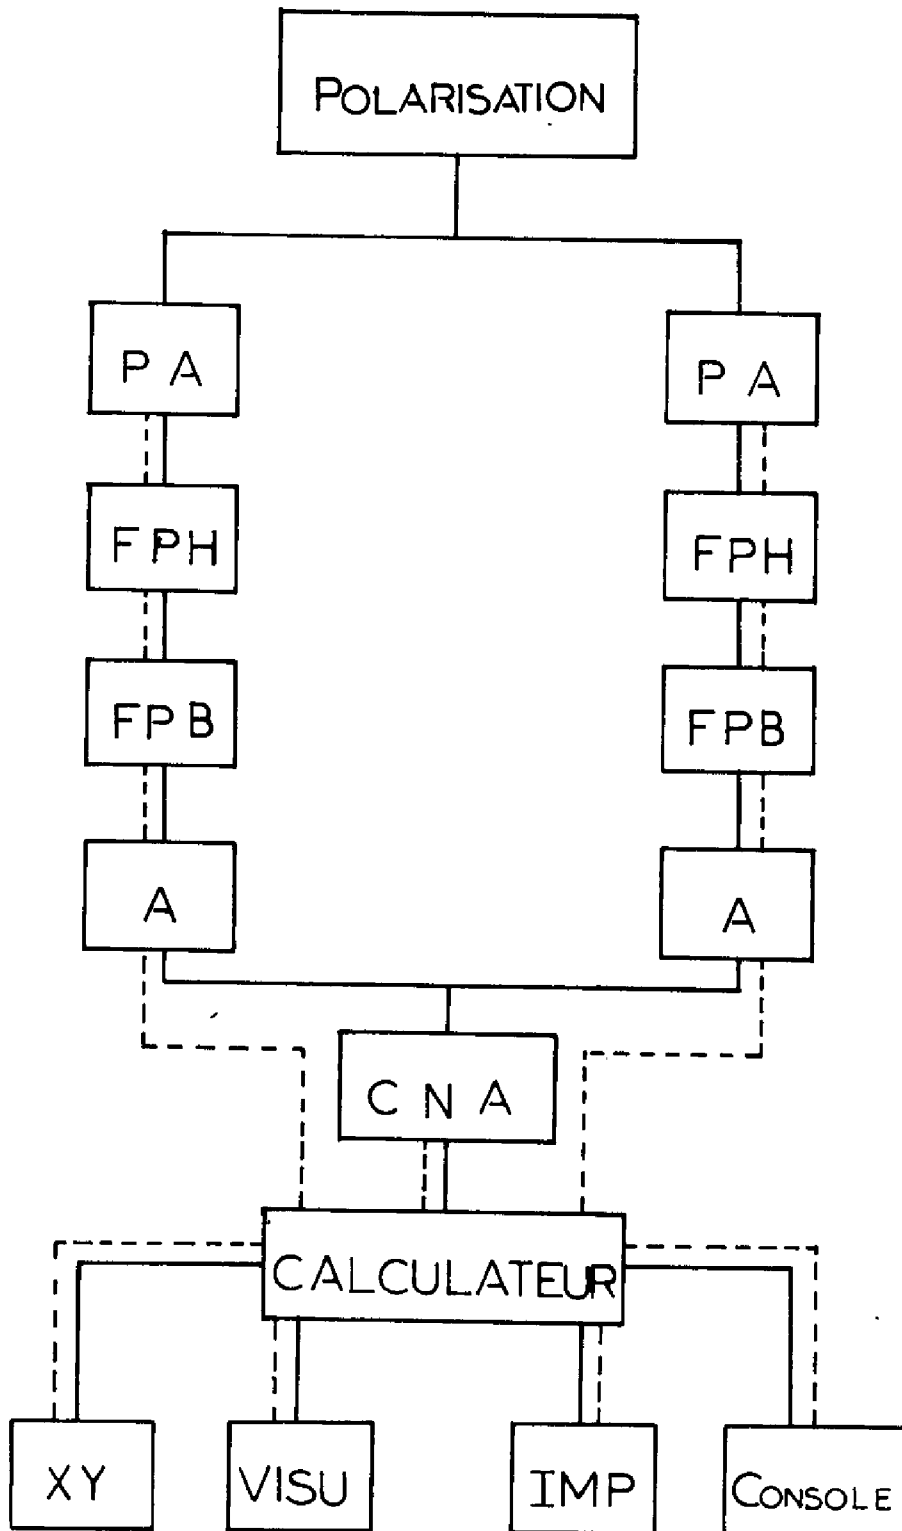 POLARISATION
PA
PA
FPH
FPH
FPB
FPB
A
A
CNA
CALCULATEUR
XY
VISU
IMP
CONSOLE